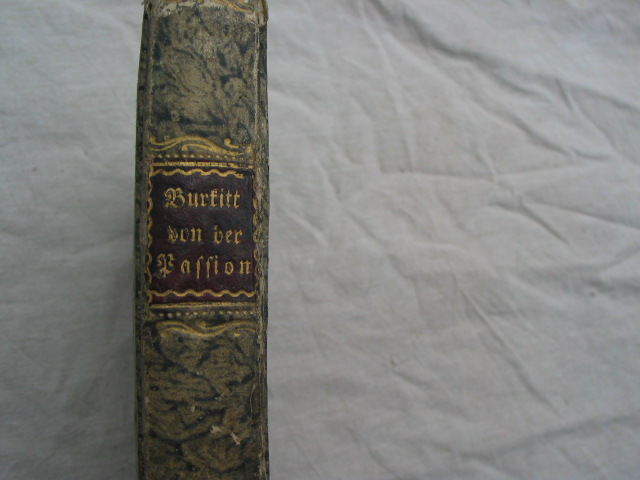 Burkitt
von der
Passion